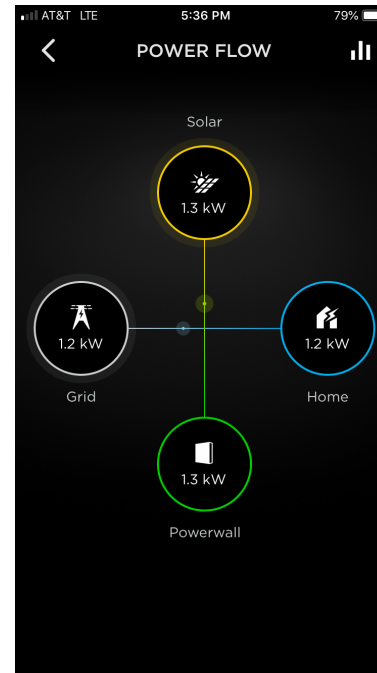 AT&T LTE 5:36 PM 79%
POWER FLOW
Solar
1.3 kW
1.2 kW
1.2 kW
Grid
Home
1.3 kW
Powerwall